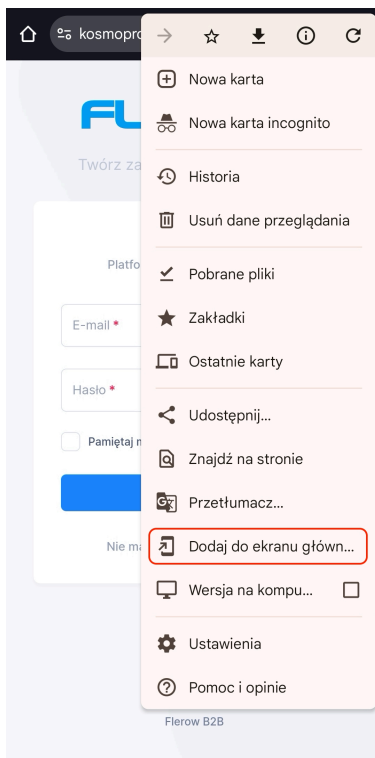 kosmopro
Nowa karta
Nowa karta incognito
Twórz za
Historia
Usuń dane przeglądania
Platfo
Pobrane pliki
E-mail *
Zakładki
Ostatnie karty
Hasło *
Udostępnij...
Pamiętaj m
Znajdź na stronie
Przetłumacz...
Nie ma
Dodaj do ekranu główn...
Wersja na kompu...
Ustawienia
Pomoc i opinie
Flerow B2B